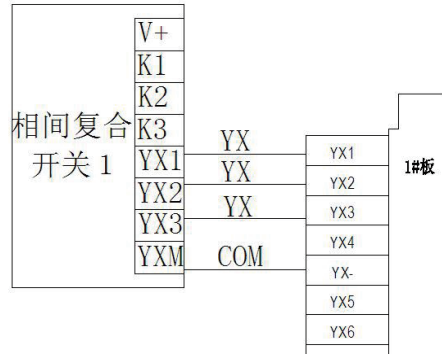 相间复合
开关1
V+
K1
K2
K3
YX1
YX2
YX3
YXM
YX
YX
YX
COM
YX1
YX2
YX3
YX4
YX-
YX5
YX6
1#板